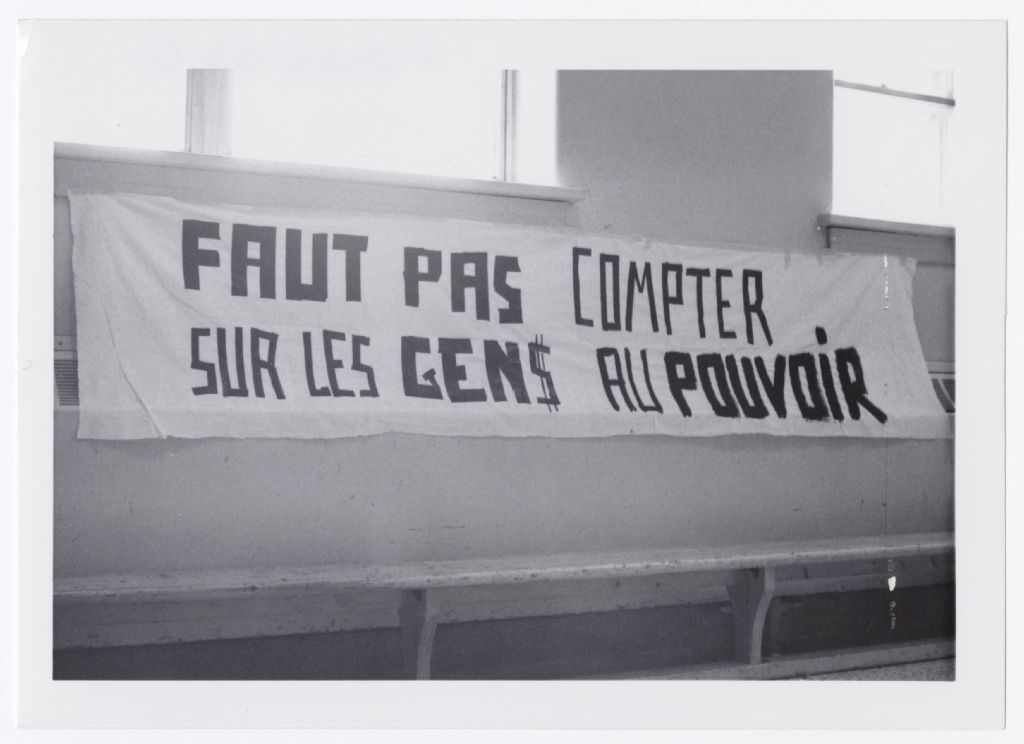 FAUT PAS COMPTER
SUR LES GEN$ AU POUVOIR